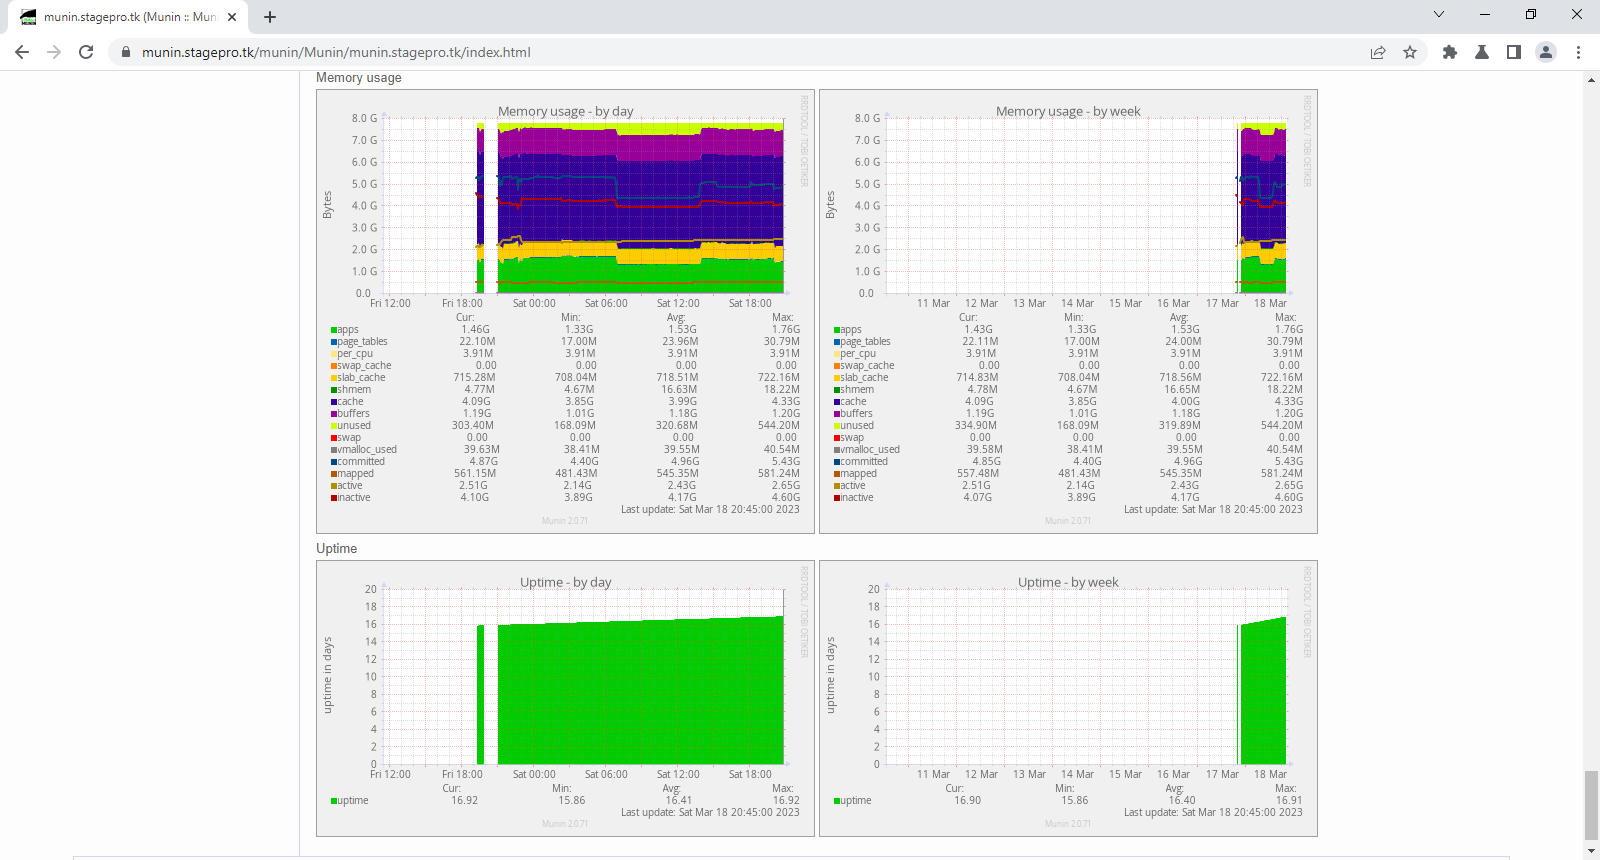 munin.stagepro.tk (Munin :: Mun
munin.stagepro.tk/munin/Munin/munin.stagepro.tk/index.html
Memory usage
Memory usage - by day
RRDTOOL / TOBI OETIKER
Bytes
8.0 G
7.0 G
6.0 G
5.0 G
4.0 G
3.0 G
2.0 G
1.0 G
0.0
Fri 12:00 Fri 18:00 Sat 00:00 Sat 06:00 Sat 12:00 Sat 18:00
Cur: Min: Avg: Max:
apps 1.46G 1.33G 1.53G 1.76G
page_tables 22.10M 17.00M 23.96M 30.79M
per_cpu 3.91M 3.91M 3.91M 3.91M
swap_cache 0.00 0.00 0.00 0.00
slab_cache 715.28M 708.04M 718.51M 722.16M
shmem 4.77M 4.67M 16.63M 18.22M
cache 4.09G 3.85G 3.99G 4.33G
buffers 1.19G 1.01G 1.18G 1.20G
unused 303.40M 168.09M 320.68M 544.20M
swap 0.00 0.00 0.00 0.00
vmalloc_used 39.63M 38.41M 39.55M 40.54M
committed 4.87G 4.40G 4.96G 5.43G
mapped 561.15M 481.43M 545.35M 581.24M
active 2.51G 2.14G 2.43G 2.65G
inactive 4.10G 3.89G 4.17G 4.60G
Last update: Sat Mar 18 20:45:00 2023
Munin 2.0.71
Memory usage - by week
RRDTOOL / TOBI OETIKER
Bytes
8.0 G
7.0 G
6.0 G
5.0 G
4.0 G
3.0 G
2.0 G
1.0 G
0.0
11 Mar 12 Mar 13 Mar 14 Mar 15 Mar 16 Mar 17 Mar 18 Mar
Cur: Min: Avg: Max:
apps 1.43G 1.33G 1.53G 1.76G
page_tables 22.11M 17.00M 24.00M 30.79M
per_cpu 3.91M 3.91M 3.91M 3.91M
swap_cache 0.00 0.00 0.00 0.00
slab_cache 714.83M 708.04M 718.56M 722.16M
shmem 4.78M 4.67M 16.65M 18.22M
cache 4.09G 3.85G 4.00G 4.33G
buffers 1.19G 1.01G 1.18G 1.20G
unused 334.90M 168.09M 319.89M 544.20M
swap 0.00 0.00 0.00 0.00
vmalloc_used 39.58M 38.41M 39.55M 40.54M
committed 4.85G 4.40G 4.96G 5.43G
mapped 557.48M 481.43M 545.35M 581.24M
active 2.51G 2.14G 2.43G 2.65G
inactive 4.07G 3.89G 4.17G 4.60G
Last update: Sat Mar 18 20:45:00 2023
Munin 2.0.71
Uptime
Uptime - by day
RRDTOOL / TOBI OETIKER
uptime in days
20
18
16
14
12
10
8
6
4
2
0
Fri 12:00 Fri 18:00 Sat 00:00 Sat 06:00 Sat 12:00 Sat 18:00
Cur: Min: Avg: Max:
uptime 16.92 15.86 16.41 16.92
Last update: Sat Mar 18 20:45:00 2023
Munin 2.0.71
Uptime - by week
RRDTOOL / TOBI OETIKER
uptime in days
20
18
16
14
12
10
8
6
4
2
0
11 Mar 12 Mar 13 Mar 14 Mar 15 Mar 16 Mar 17 Mar 18 Mar
Cur: Min: Avg: Max:
uptime 16.90 15.86 16.40 16.91
Last update: Sat Mar 18 20:45:00 2023
Munin 2.0.71